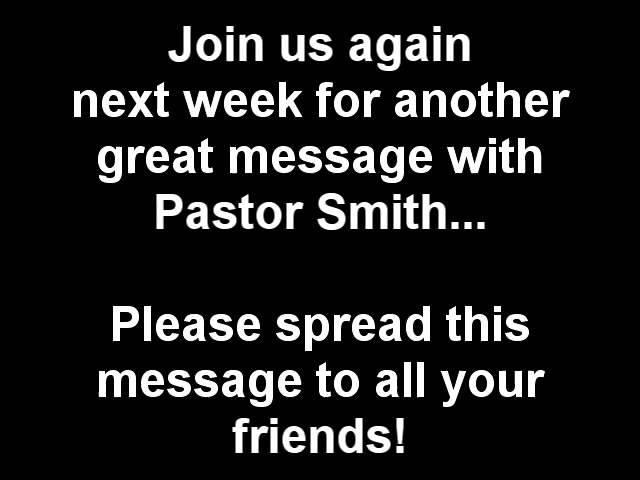 Join us again
next week for another
great message with
Pastor Smith...
Please spread this
message to all your
friends!